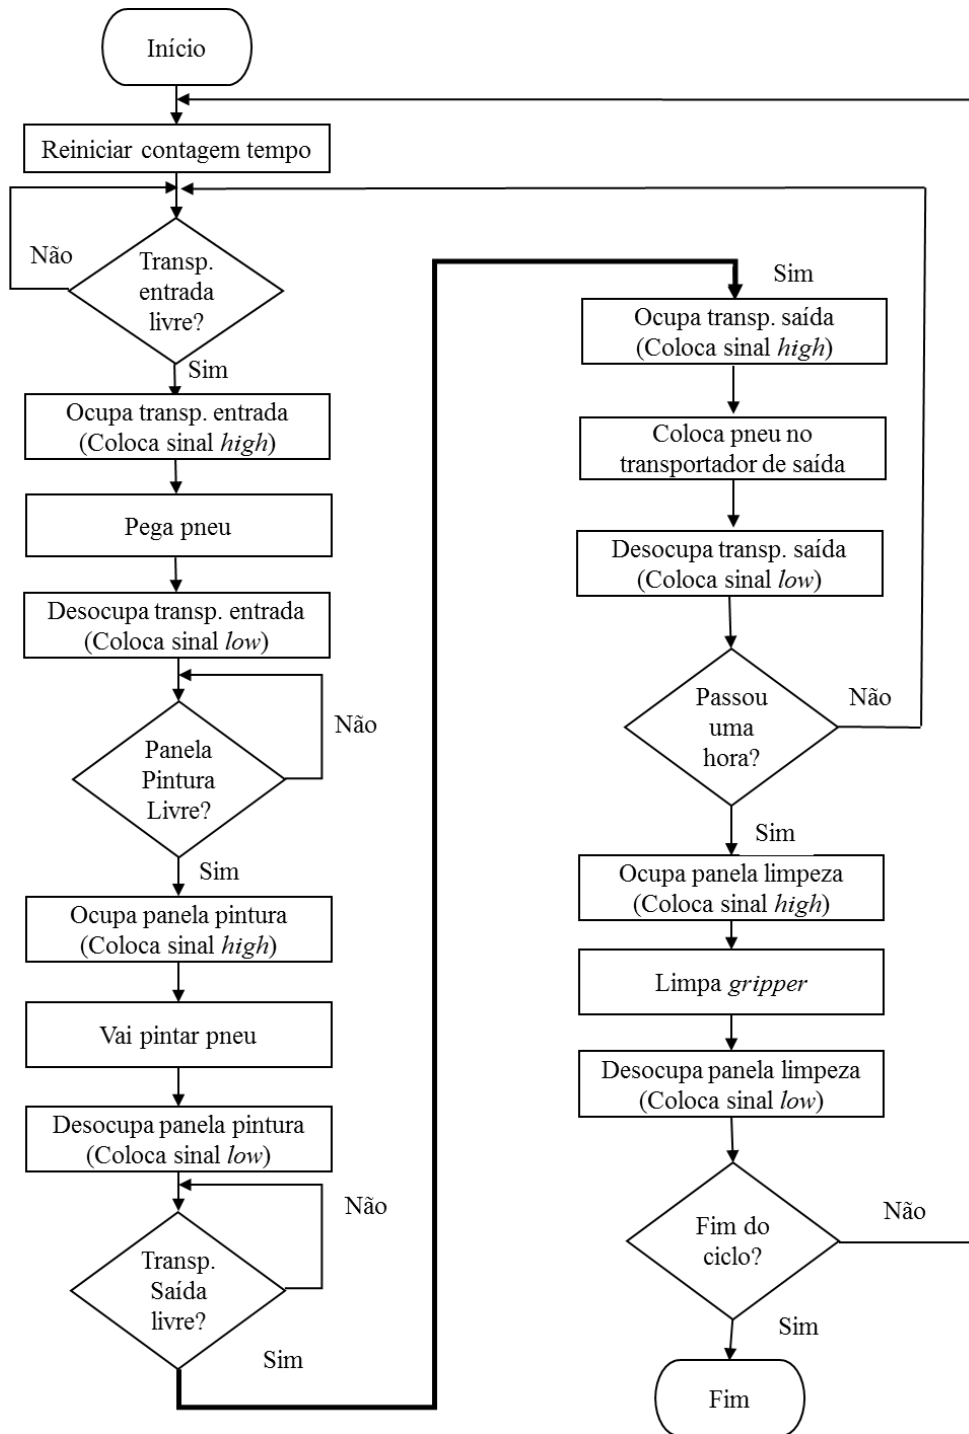 Início
Reiniciar contagem tempo
Não
Transp.
entrada
livre?
Sim
Ocupa transp. entrada
(Coloca sinal high)
Pega pneu
Desocupa transp. entrada
(Coloca sinal low)
Não
Panela
Pintura
Livre?
Sim
Ocupa panela pintura
(Coloca sinal high)
Vai pintar pneu
Desocupa panela pintura
(Coloca sinal low)
Não
Transp.
Saída
livre?
Sim
Sim
Ocupa transp. saída
(Coloca sinal high)
Coloca pneu no
transportador de saída
Desocupa transp. saída
(Coloca sinal low)
Passou
uma
hora?
Não
Sim
Ocupa panela limpeza
(Coloca sinal high)
Limpa gripper
Desocupa panela limpeza
(Coloca sinal low)
Fim do
ciclo?
Não
Sim
Fim